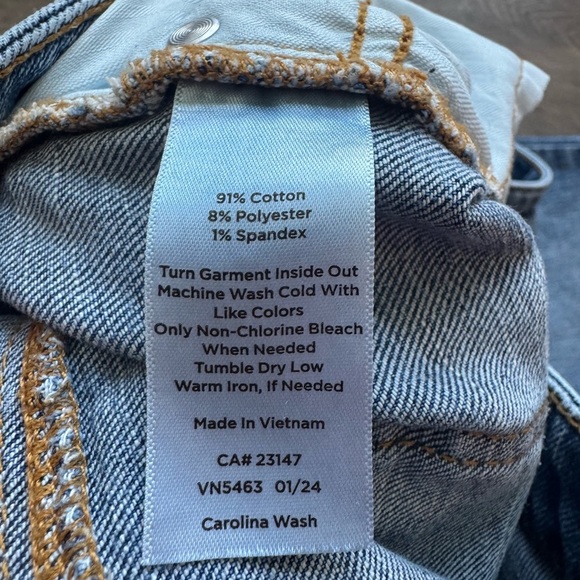 91% Cotton
8% Polyester
1% Spandex
Turn Garment Inside Out
Machine Wash Cold With
Like Colors
Only Non-Chlorine Bleach
When Needed
Tumble Dry Low
Warm Iron, If Needed
Made In Vietnam
CA# 23147
VN5463 01/24
Carolina Wash